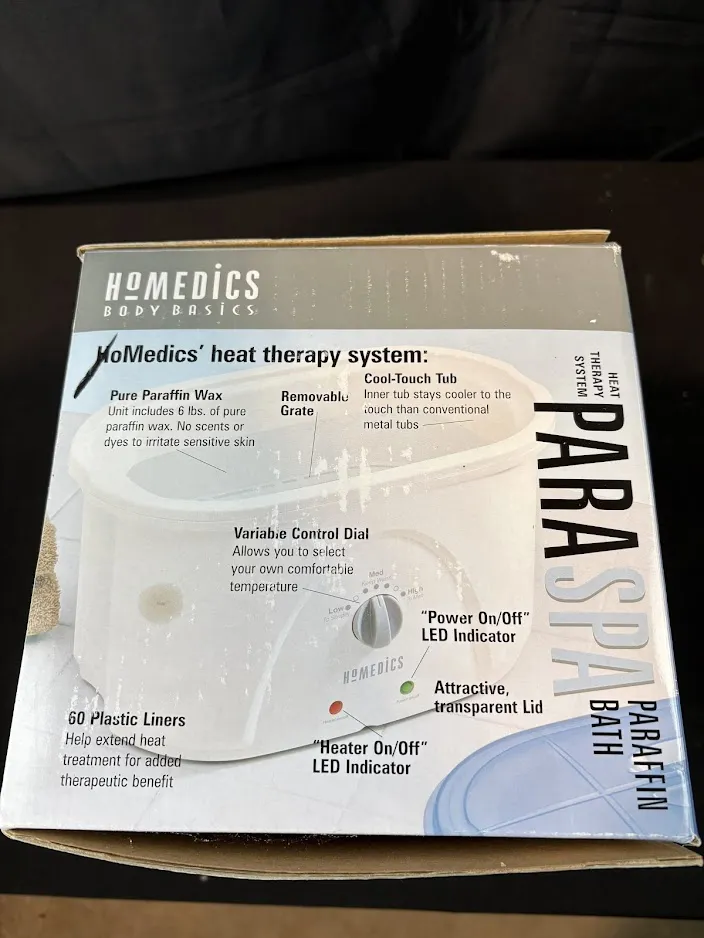 HOMEDICS
BODY BASICS
HoMedics' heat therapy system:
Pure Paraffin Wax
Unit includes 6 lbs. of pure
paraffin wax. No scents or
dyes to irritate sensitive skin
Removable
Grate
Cool-Touch Tub
Inner tub stays cooler to the
touch than conventional
metal tubs
Variable Control Dial
Allows you to select
your own comfortable
temperature
Med
Low
High
HOMEDICS
"Power On/Off"
LED Indicator
Attractive,
transparent Lid
"Heater On/Off"
LED Indicator
60 Plastic Liners
Help extend heat
treatment for added
therapeutic benefit
HEAT
THERAPY
SYSTEM
PARASPA
PARAFFIN
BATH